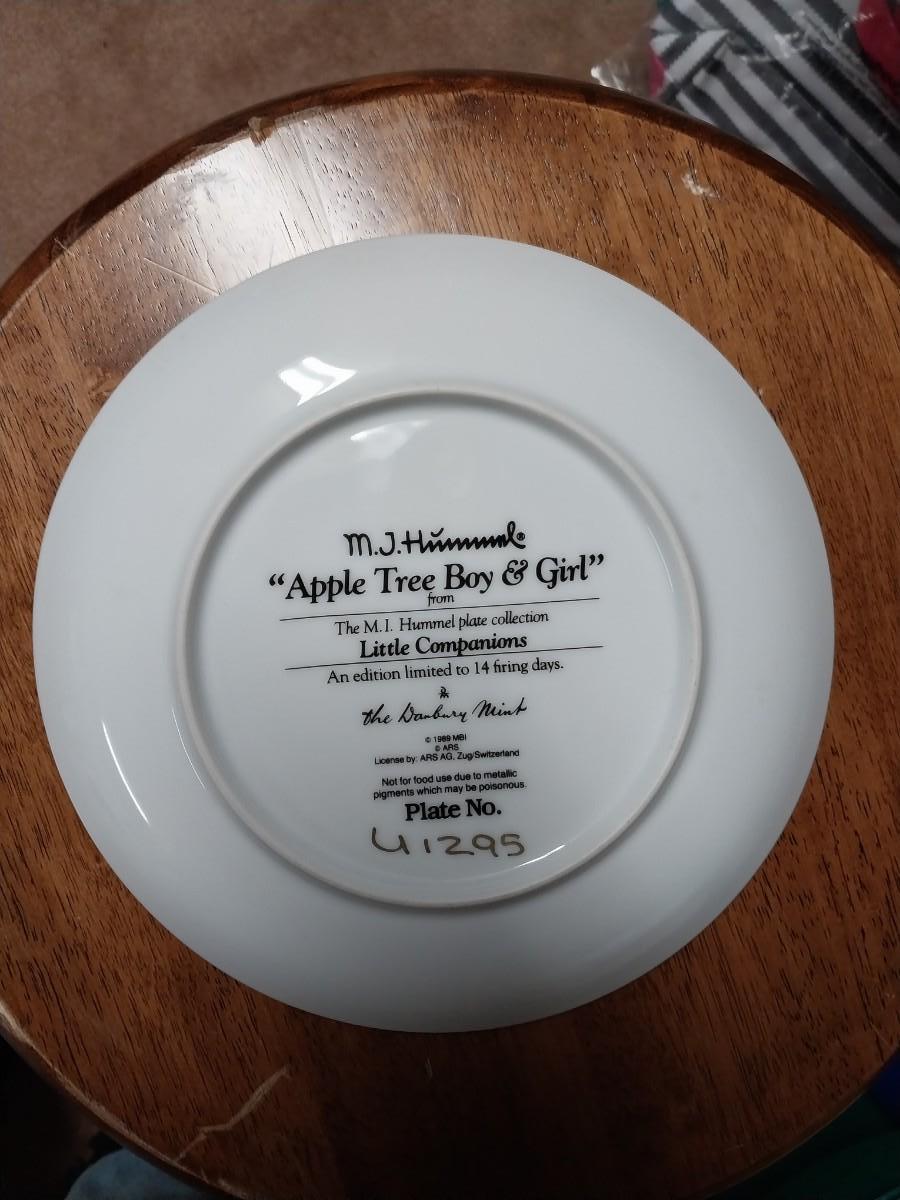 M.J. Hummel®
“Apple Tree Boy & Girl”
from
The M.I. Hummel plate collection
Little Companions
An edition limited to 14 firing days.
the Danbury Mint
© 1989 MBI
© ARS
License by: ARS AG, Zug/Switzerland
Not for food use due to metallic
pigments which may be poisonous.
Plate No.
U1295